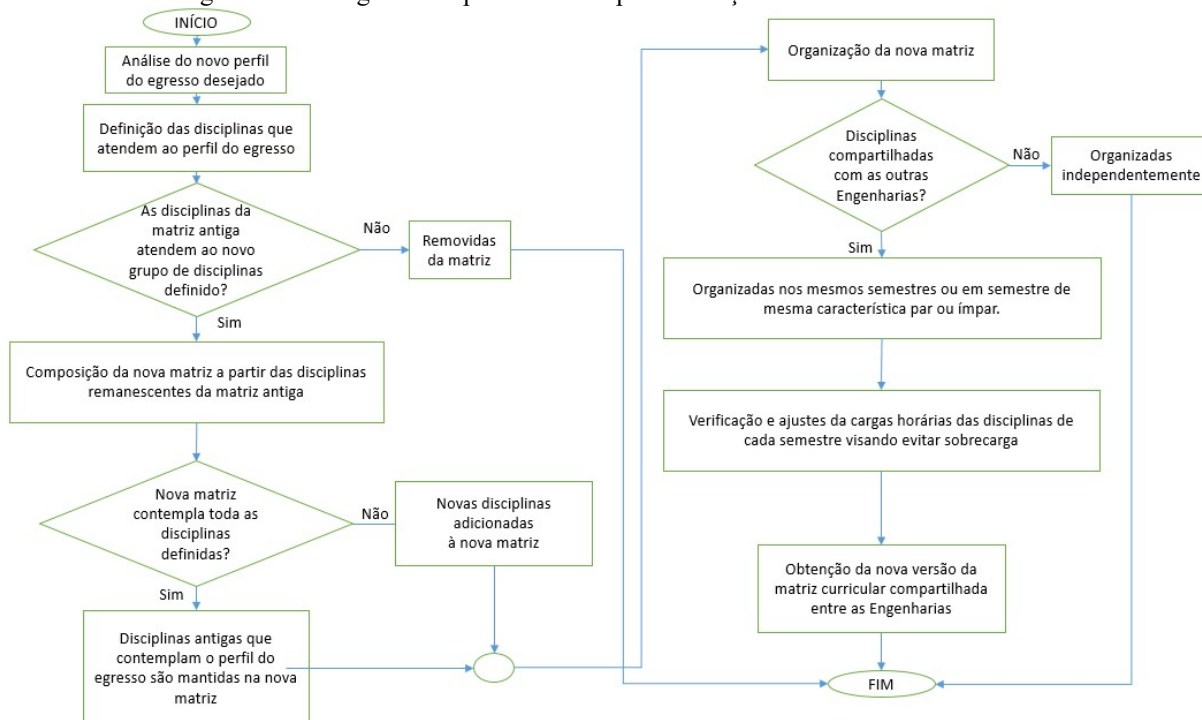 INÍCIO
Análise do novo perfil
do egresso desejado
Definição das disciplinas que
atendem ao perfil do egresso
As disciplinas da
matriz antiga
atendem ao novo
grupo de disciplinas
definido?
Não
Removidas
da matriz
Sim
Composição da nova matriz a partir das disciplinas
remanescentes da matriz antiga
Nova matriz
contempla toda as
disciplinas
definidas?
Não
Novas disciplinas
adicionadas
à nova matriz
Sim
Disciplinas antigas que
contemplam o perfil do
egresso são mantidas na nova
matriz
Organização da nova matriz
Disciplinas
compartilhadas
com as outras
Engenharias?
Não
Organizadas
independentemente
Sim
Organizadas nos mesmos semestres ou em semestre de
mesma característica par ou ímpar.
Verificação e ajustes da cargas horárias das disciplinas de
cada semestre visando evitar sobrecarga
Obtenção da nova versão da
matriz curricular compartilhada
entre as Engenharias
FIM